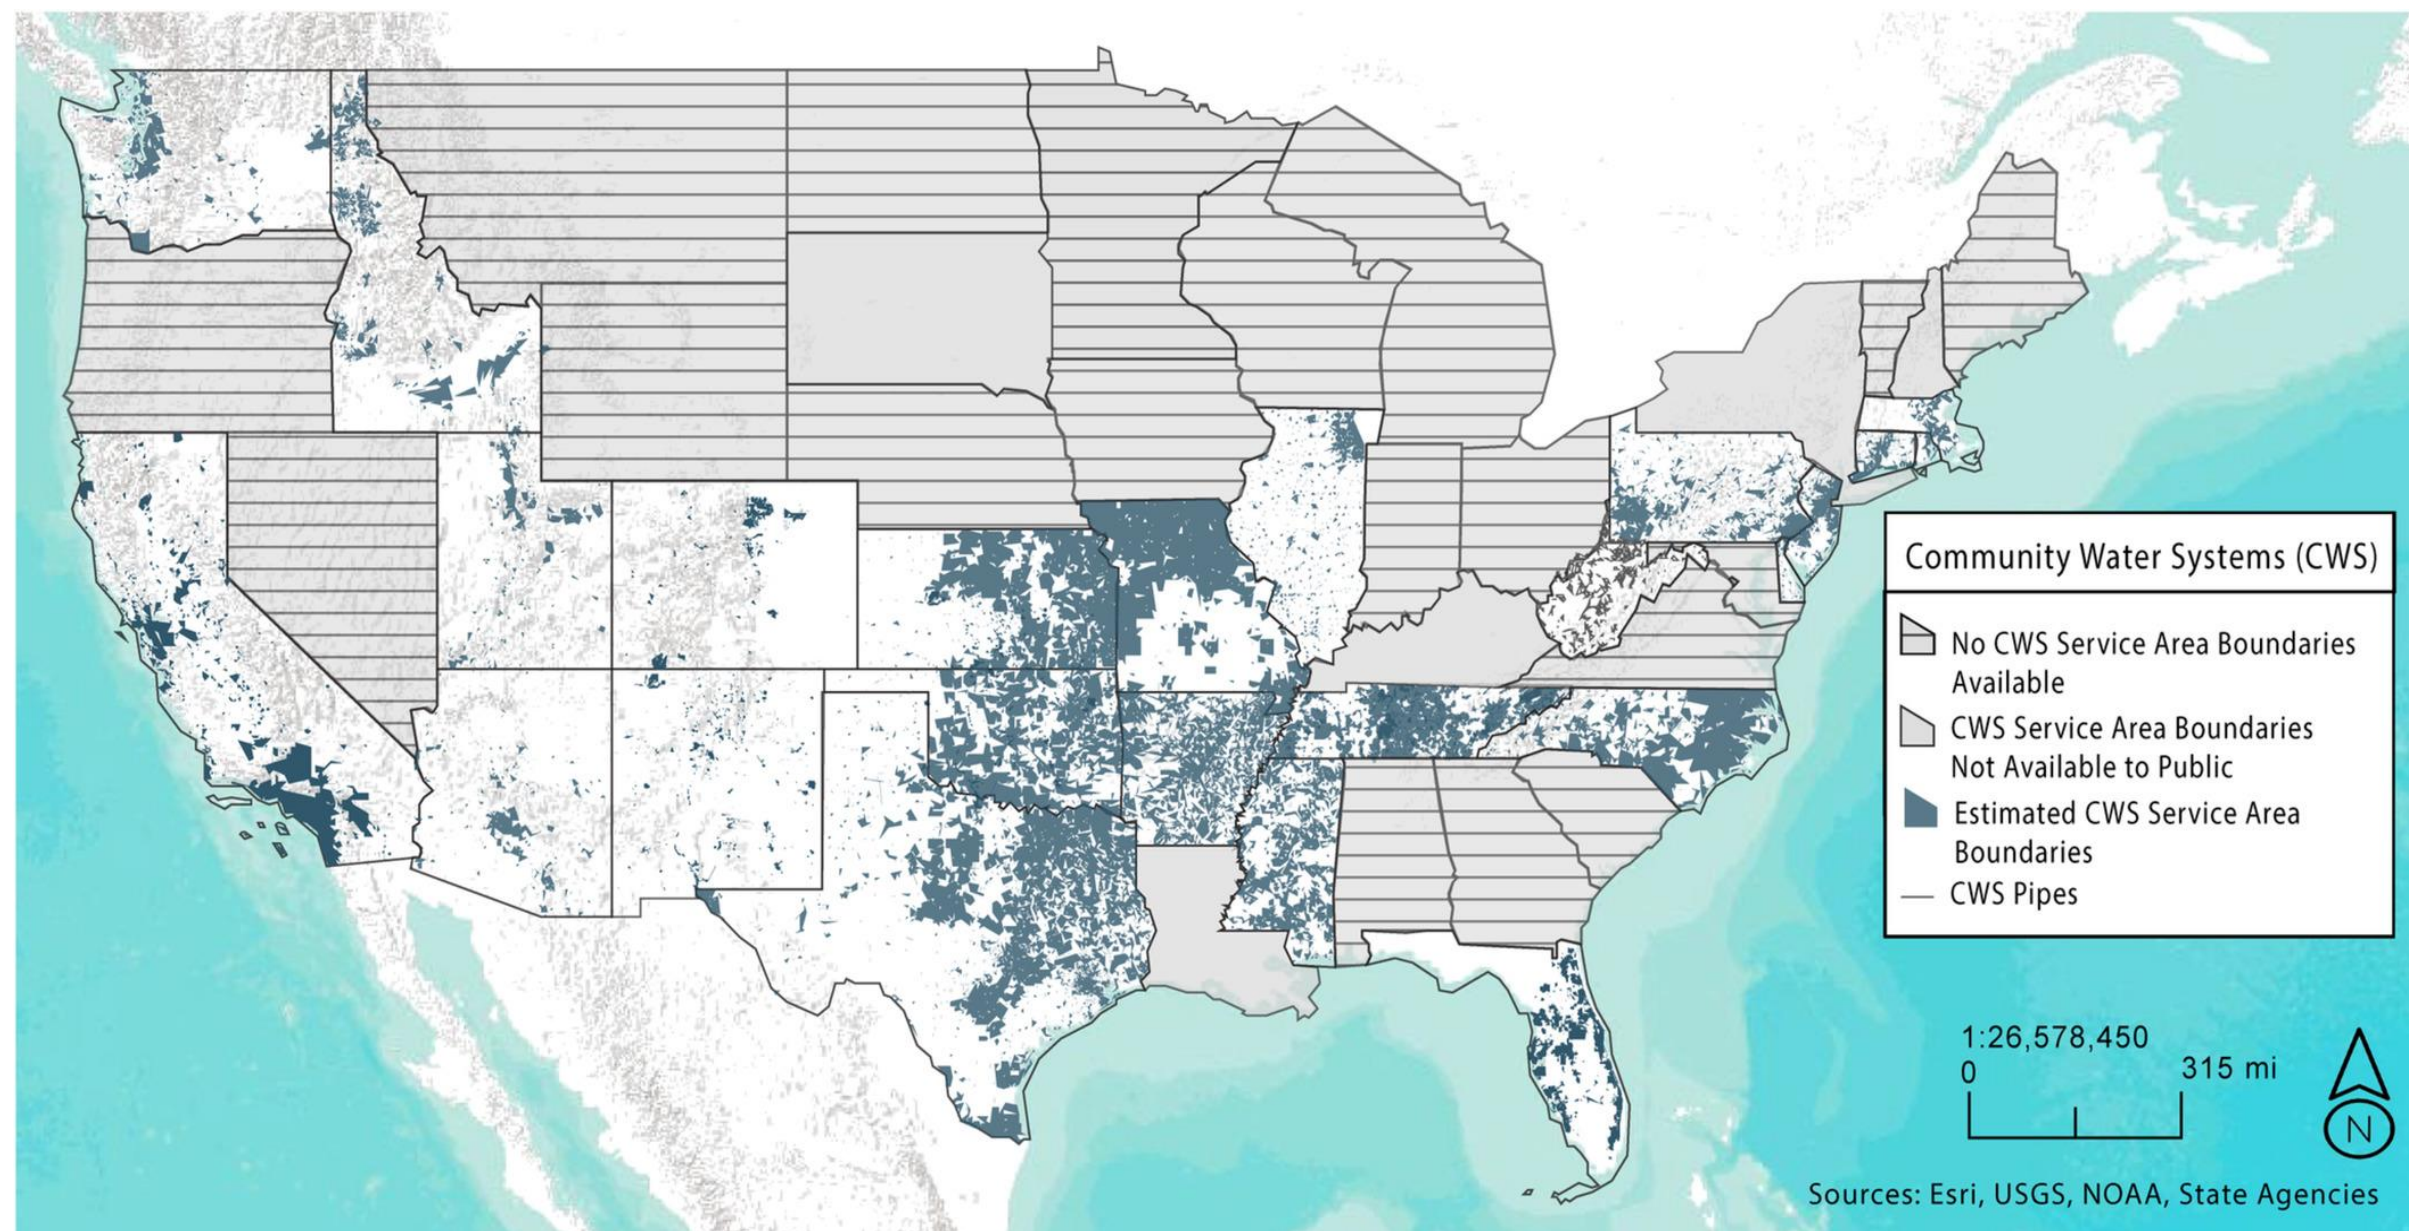 Community Water Systems (CWS)
No CWS Service Area Boundaries
Available
CWS Service Area Boundaries
Not Available to Public
Estimated CWS Service Area
Boundaries
CWS Pipes
1:26,578,450
0
315 mi
N
Sources: Esri, USGS, NOAA, State Agencies